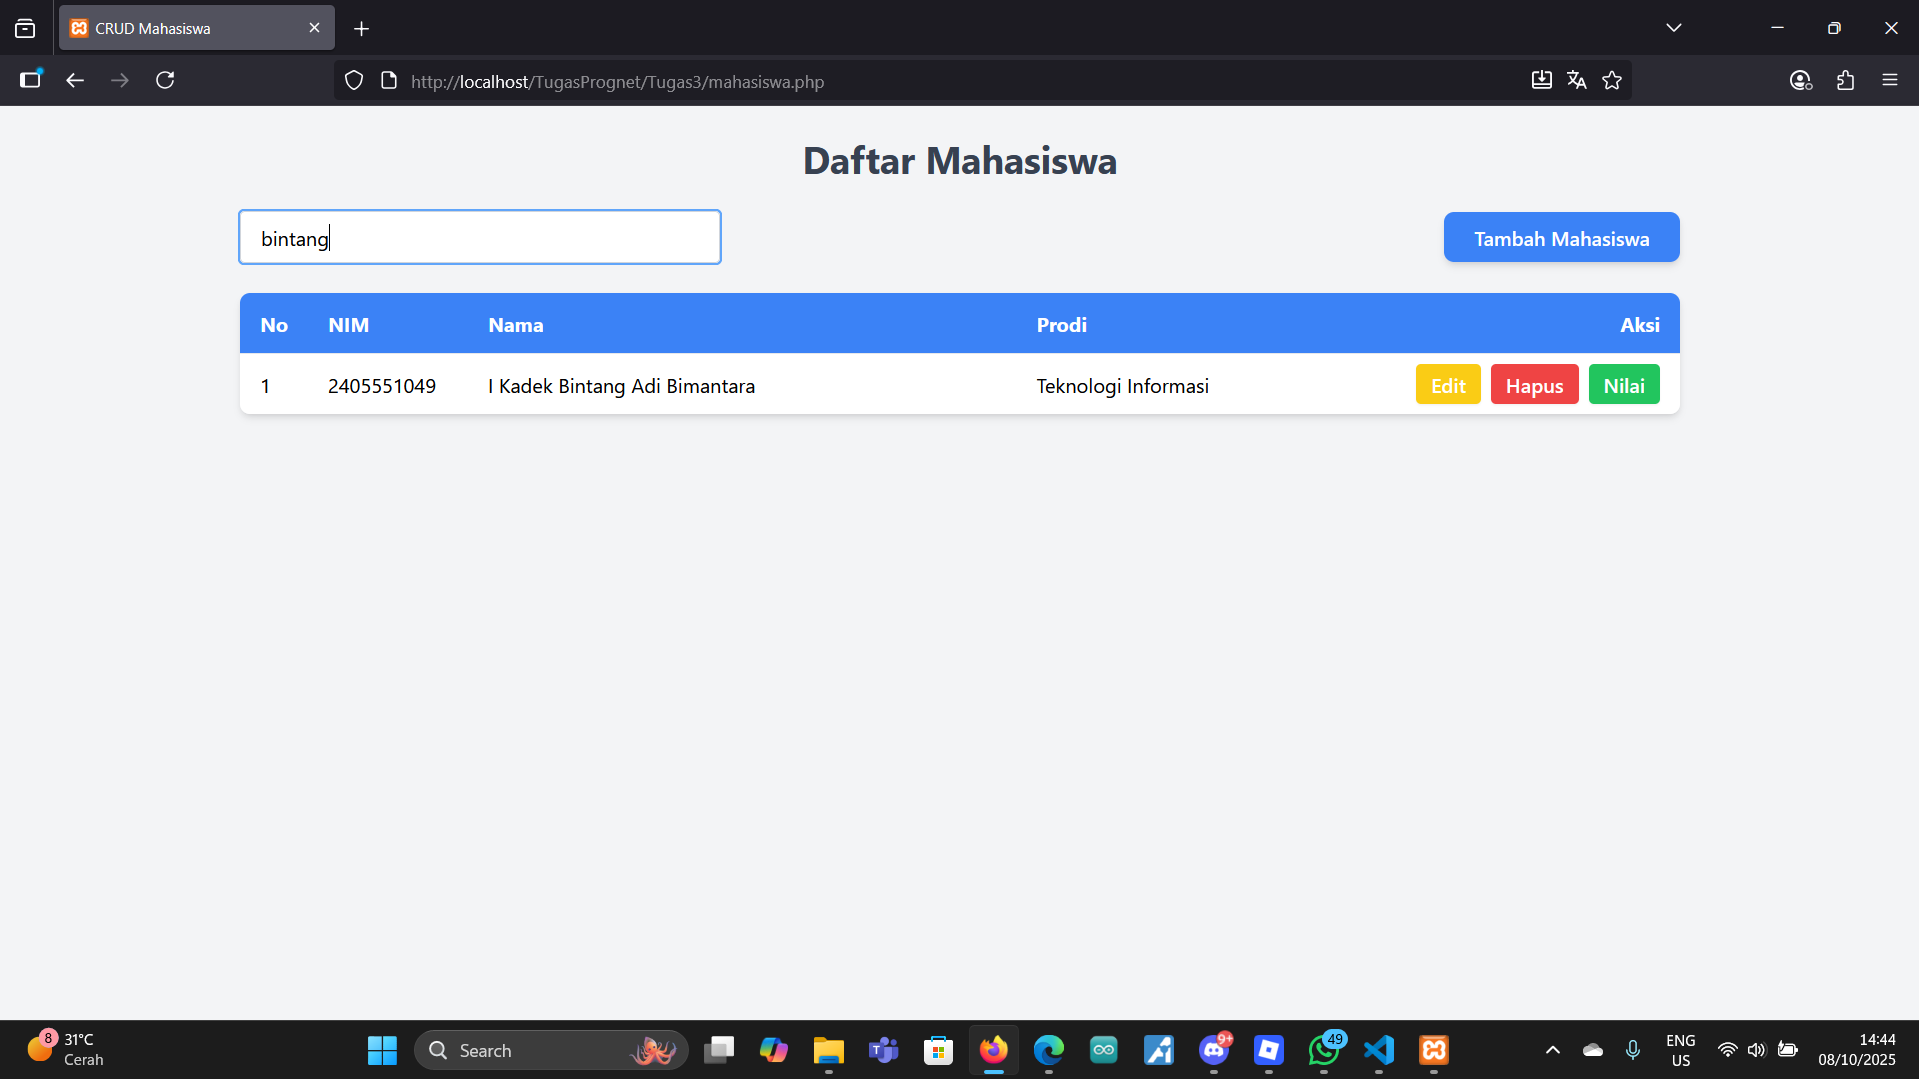 CRUD Mahasiswa
http://localhost/TugasPrognet/Tugas3/mahasiswa.php
Daftar Mahasiswa
bintang
Tambah Mahasiswa
No NIM Nama Prodi Aksi
1 2405551049 I Kadek Bintang Adi Bimantara Teknologi Informasi Edit Hapus Nilai
8 31°C
Cerah
Search
9+
49
ENG
US
14:44
08/10/2025